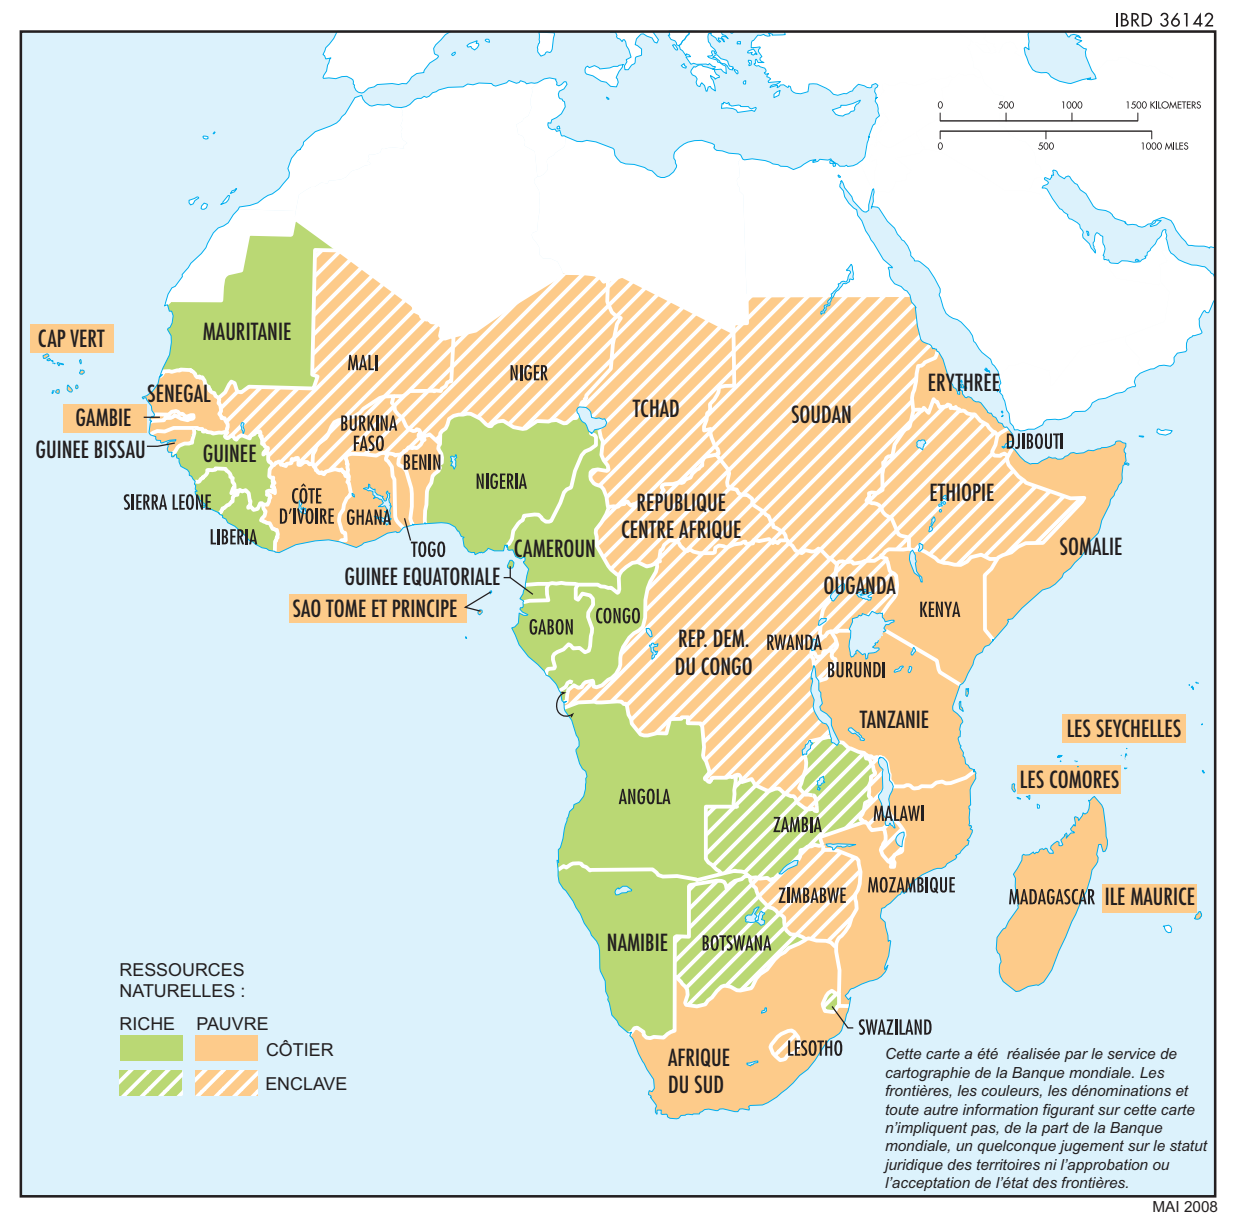 IBRD 36142
0 500 1000 1500 KILOMETERS
0 500 1000 MILES
MAURITANIE
CAP VERT
MALI
NIGER
TCHAD
SOUDAN
ERYTHREE
SENEGAL
GAMBIE
BURKINA
FASO
GUINEE BISSAU
GUINEE
BENIN
DJIBOUTI
NIGERIA
ETHIOPIE
SIERRA LEONE
CÔTE
D'IVOIRE
GHANA
REPUBLIQUE
CENTRE AFRIQUE
LIBERIA
TOGO
CAMEROUN
SOMALIE
GUINEE EQUATORIALE
OUGANDA
SAO TOME ET PRINCIPE
GABON
CONGO
KENYA
REP. DEM.
DU CONGO
RWANDA
BURUNDI
TANZANIE
LES SEYCHELLES
LES COMORES
ANGOLA
ZAMBIA
MALAWI
ZIMBABWE
MOZAMBIQUE
MADAGASCAR
ILE MAURICE
NAMIBIE
BOTSWANA
SWAZILAND
LESOTHO
AFRIQUE
DU SUD
RESSOURCES
NATURELLES :
RICHE PAUVRE
CÔTIER
ENCLAVE
Cette carte a été réalisée par le service de
cartographie de la Banque mondiale. Les
frontières, les couleurs, les dénominations et
toute autre information figurant sur cette carte
n'impliquent pas, de la part de la Banque
mondiale, un quelconque jugement sur le statut
juridique des territoires ni l'approbation ou
l'acceptation de l'état des frontières.
MAI 2008